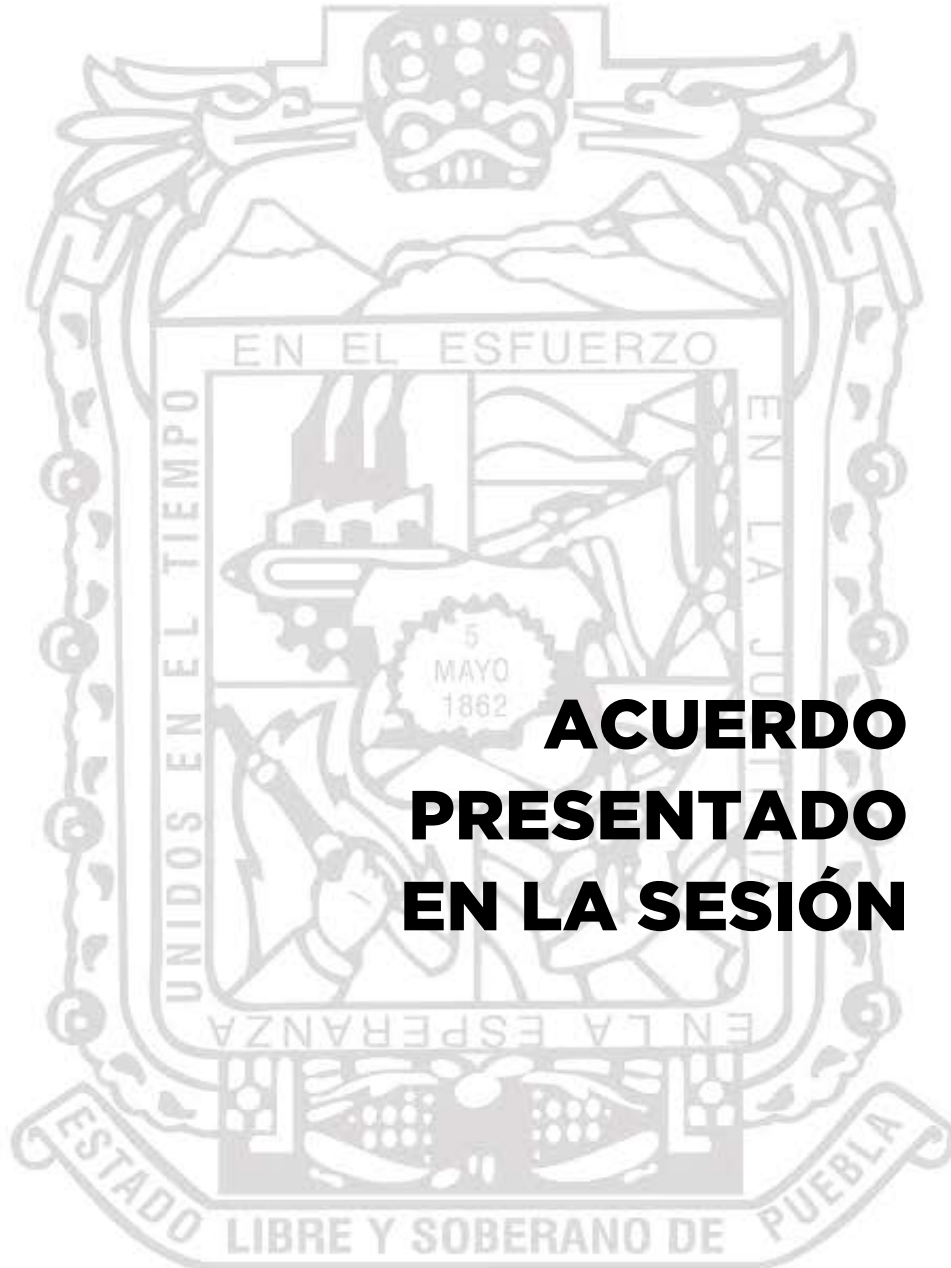 EN EL ESFUERZO
UNIDOS EN EL TIEMPO
EN LA
5
MAYO
1862
ACUERDO
PRESENTADO
EN LA SESIÓN
EN LA ESPERANZA
ESTADO LIBRE Y SOBERANO DE PUEBLA